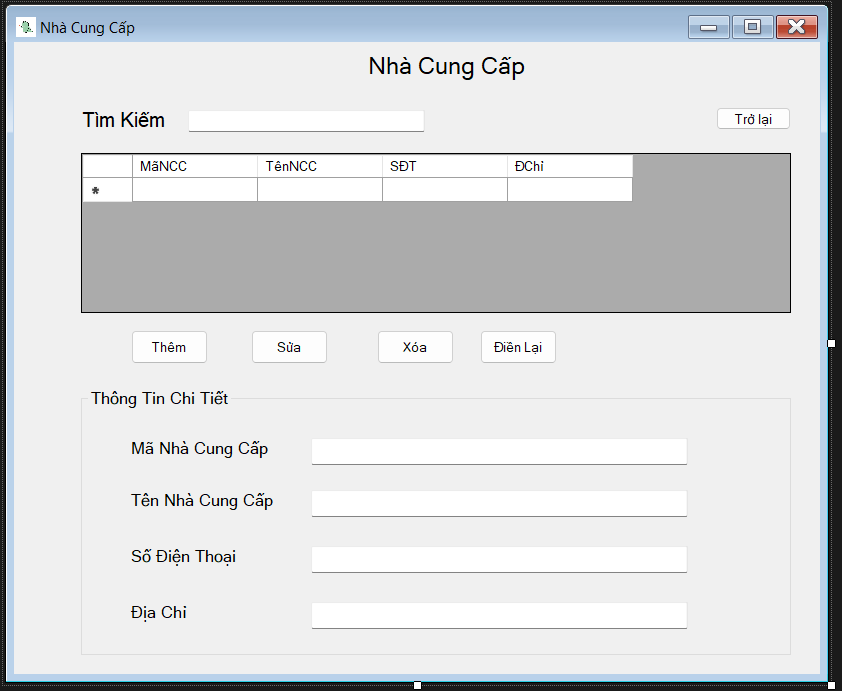 Nhà Cung Cấp
Nhà Cung Cấp
Tìm Kiếm
Trở lại
MãNCC TênNCC SĐT ĐChỉ
*
Thêm Sửa Xóa Điền Lại
Thông Tin Chi Tiết
Mã Nhà Cung Cấp
Tên Nhà Cung Cấp
Số Điện Thoại
Địa Chỉ